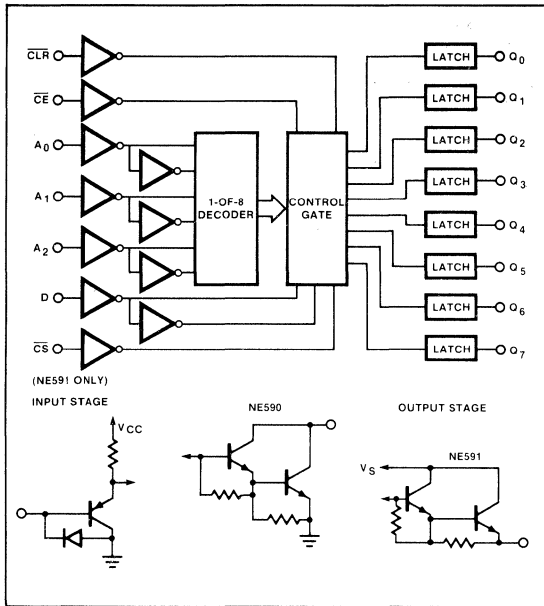 CLR
CE
A0
A1
A2
D
CS
(NE591 ONLY)
1-OF-8
DECODER
CONTROL
GATE
LATCH Q0
LATCH Q1
LATCH Q2
LATCH Q3
LATCH Q4
LATCH Q5
LATCH Q6
LATCH Q7
INPUT STAGE
VCC
NE590
OUTPUT STAGE
NE591
VS